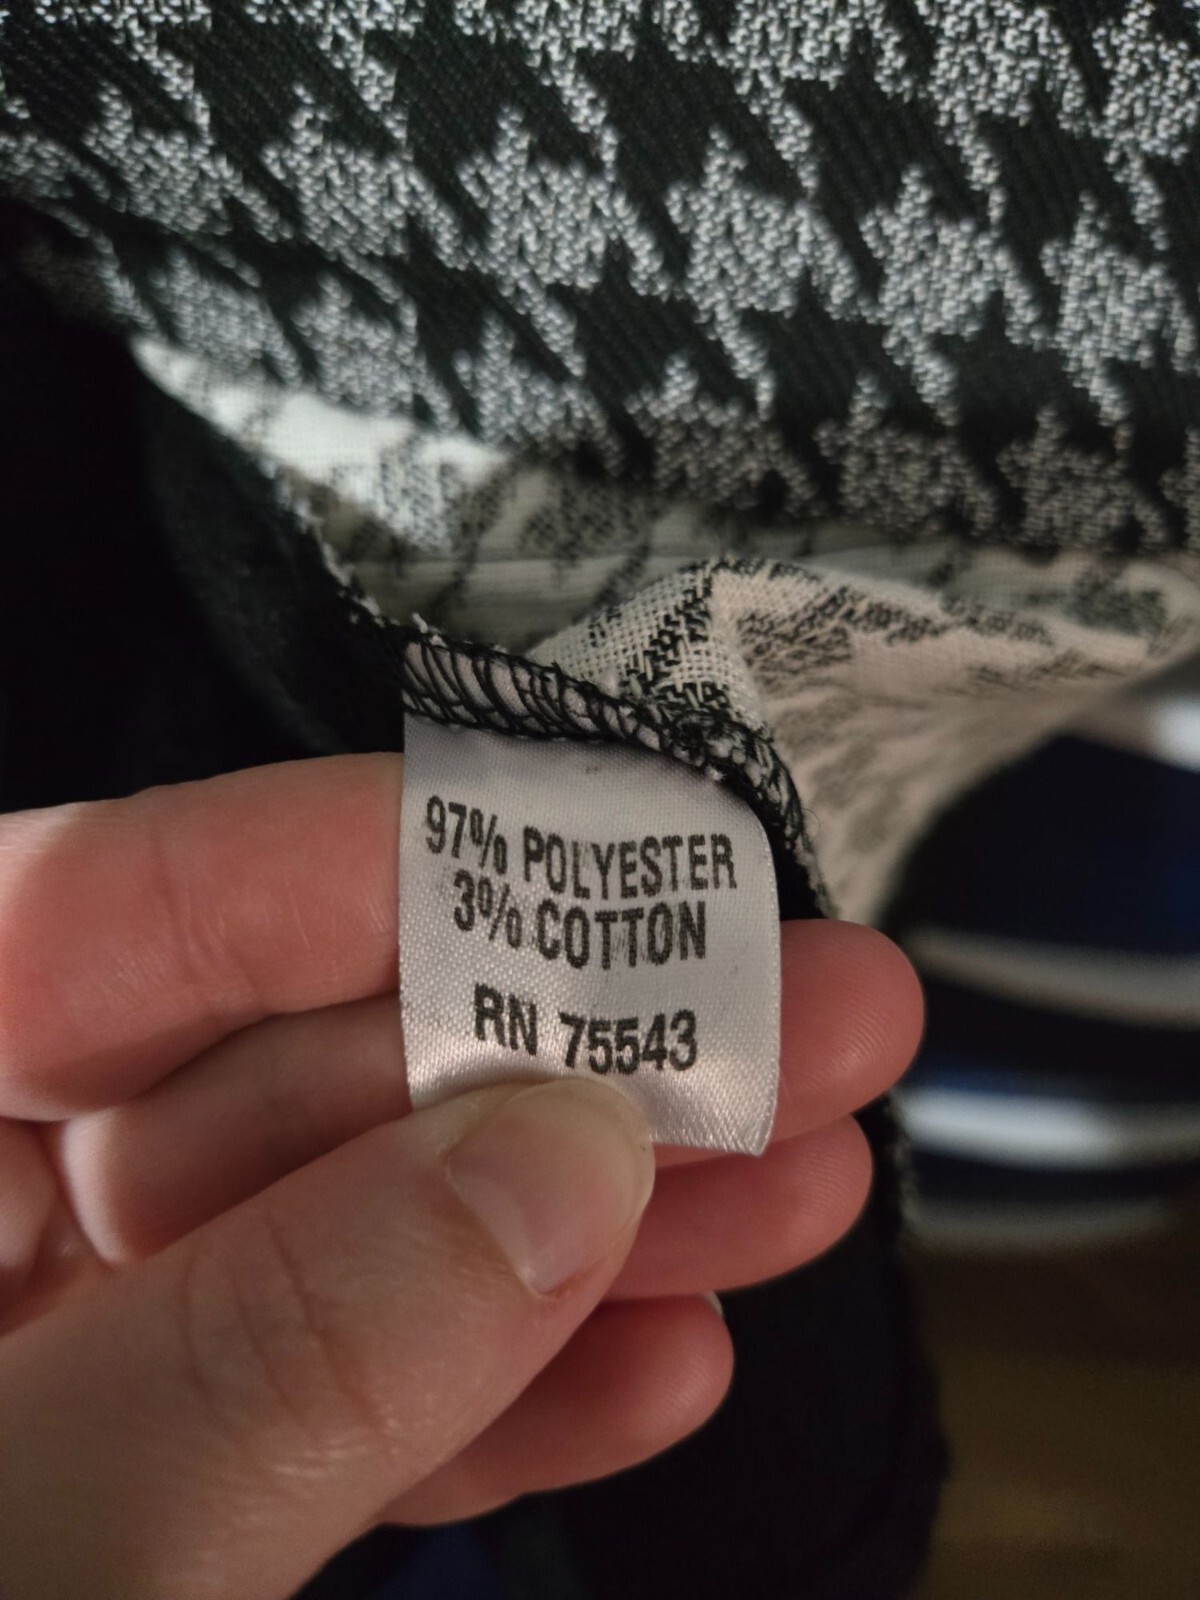 97% POLYESTER
3% COTTON
RN 75543